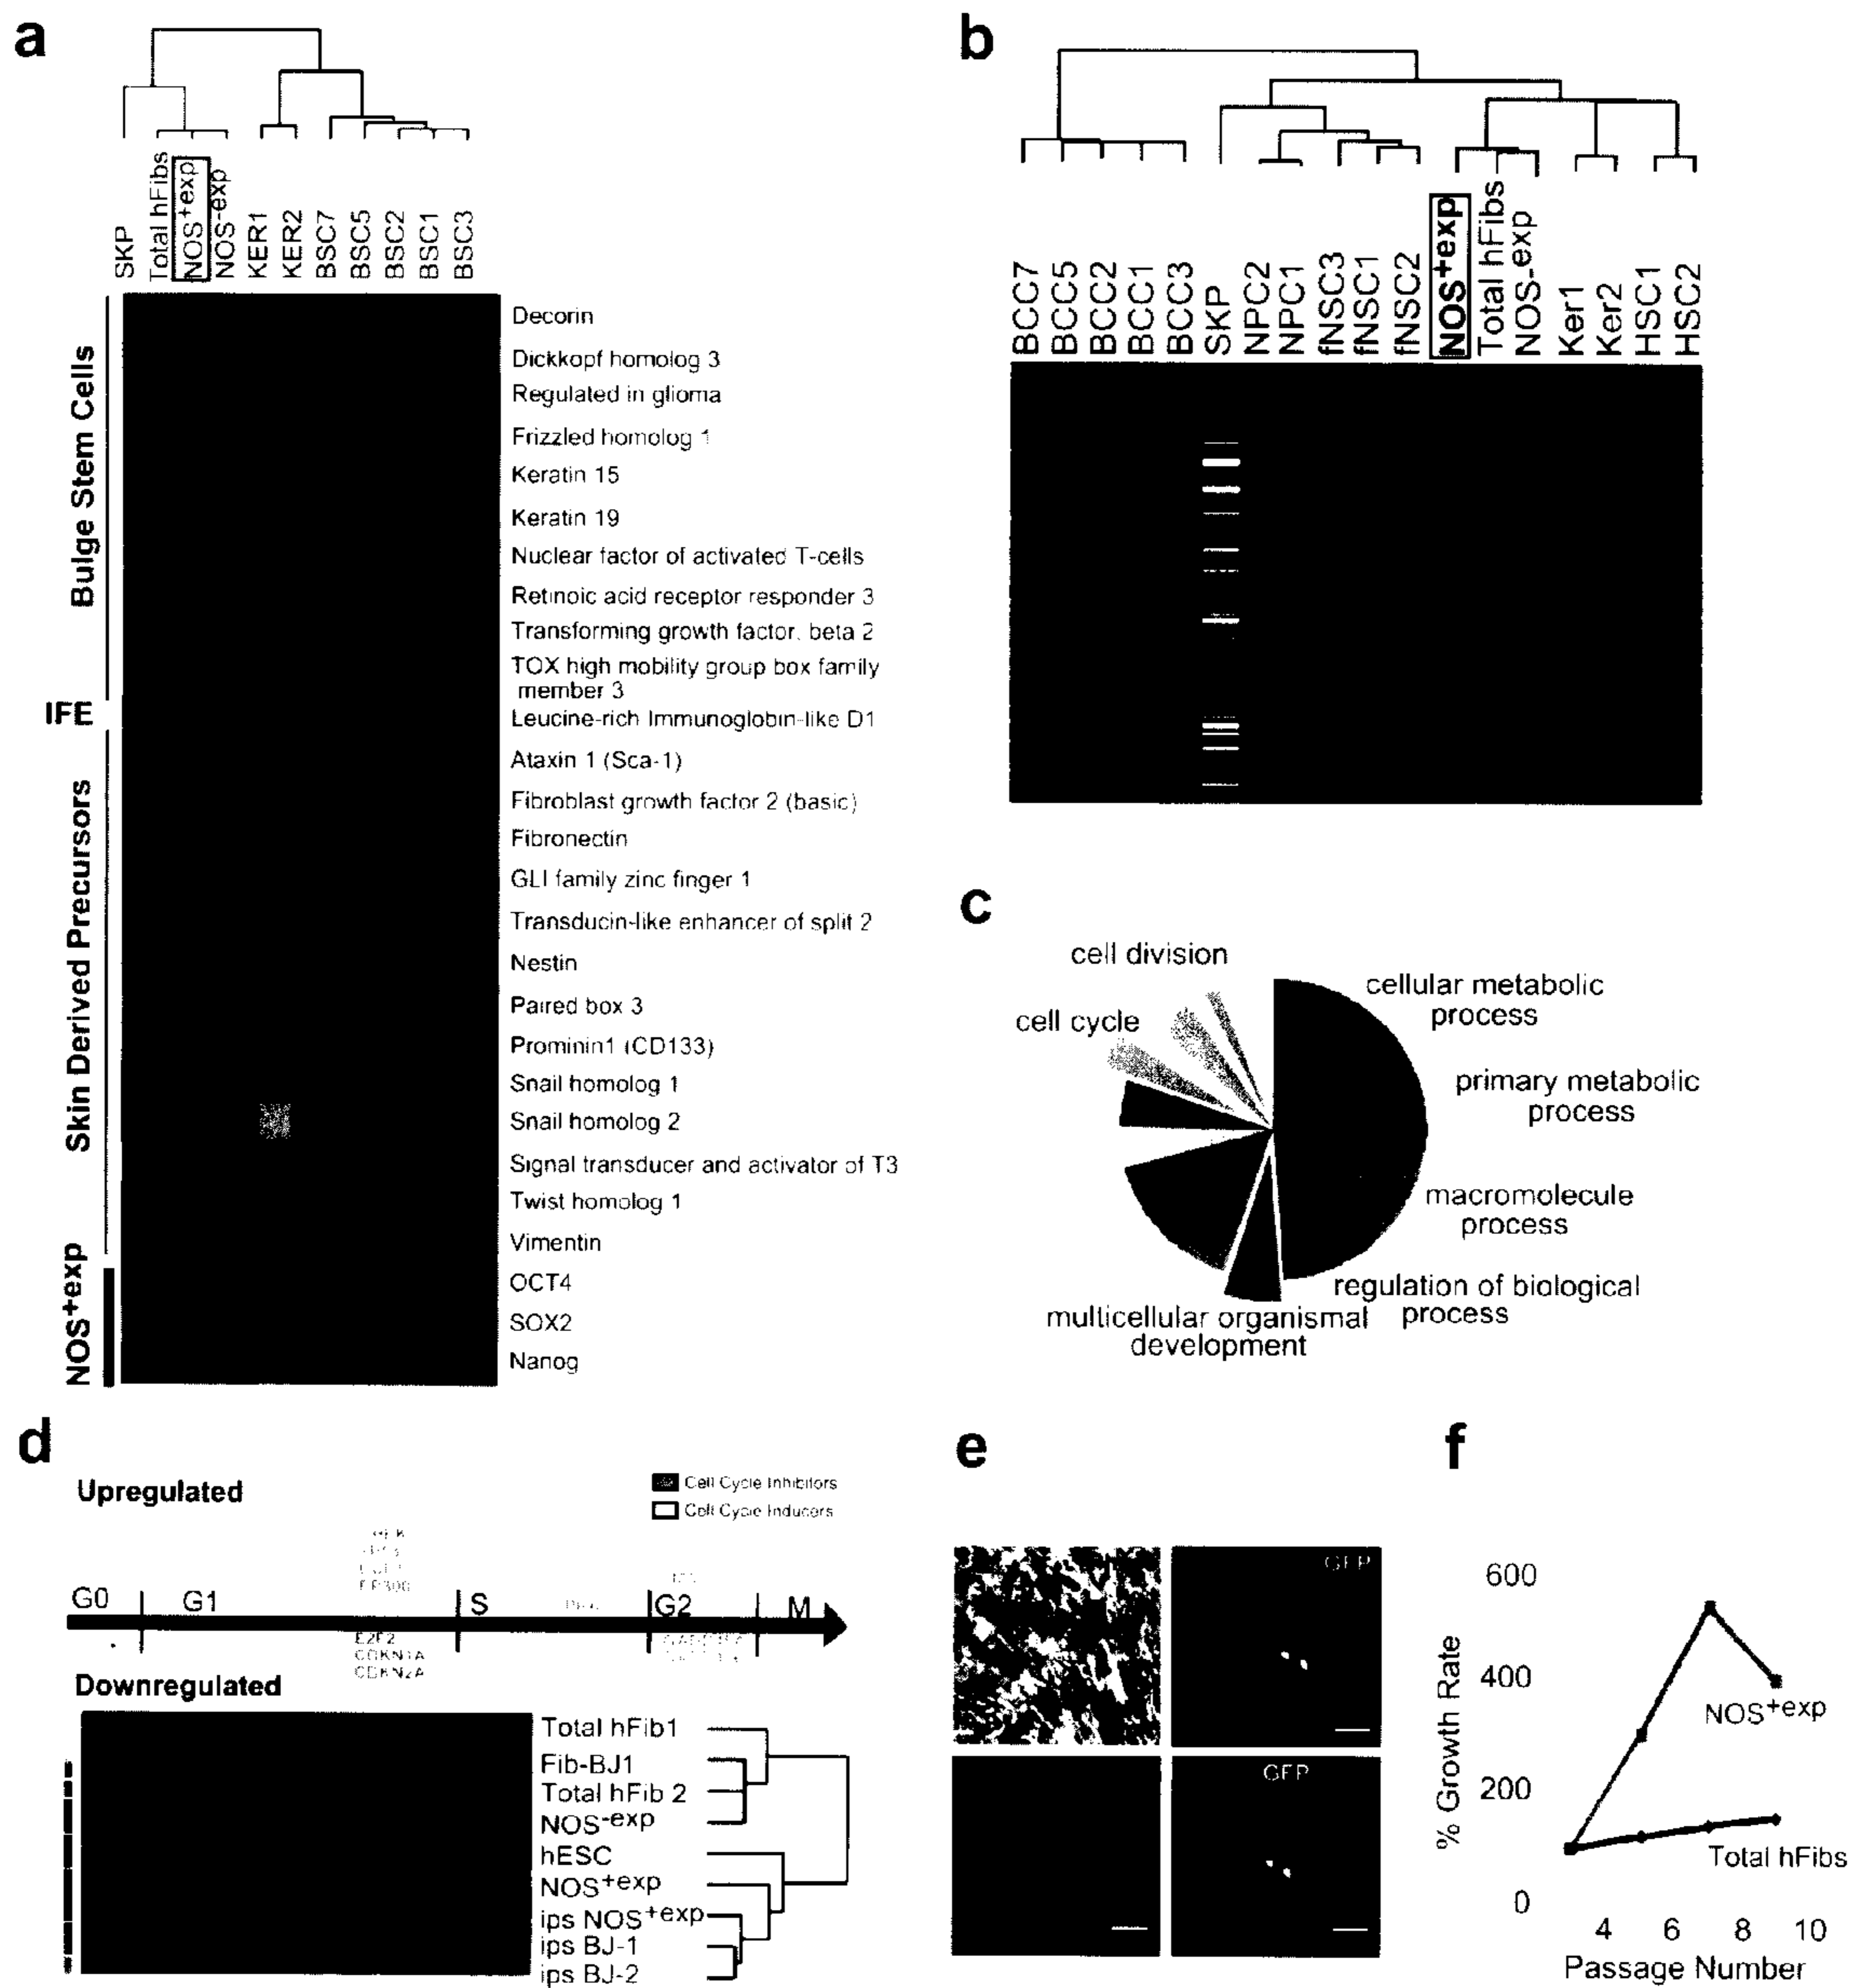 a
SKP
Total hFibs
NOS+exp
NOS-exp
KER1
KER2
BSC7
BSC5
BSC2
BSC1
BSC3
Bulge Stem Cells
IFE
Skin Derived Precursors
NOS+exp
Decorin
Dickkopf homolog 3
Regulated in glioma
Frizzled homolog 1
Keratin 15
Keratin 19
Nuclear factor of activated T-cells
Retinoic acid receptor responder 3
Transforming growth factor, beta 2
TOX high mobility group box family
member 3
Leucine-rich Immunoglobin-like D1
Ataxin 1 (Sca-1)
Fibroblast growth factor 2 (basic)
Fibronectin
GLI family zinc finger 1
Transducin-like enhancer of split 2
Nestin
Paired box 3
Prominin1 (CD133)
Snail homolog 1
Snail homolog 2
Signal transducer and activator of T3
Twist homolog 1
Vimentin
OCT4
SOX2
Nanog
b
BCC7
BCC5
BCC2
BCC1
BCC3
SKP
NPC2
NPC1
fNSC3
fNSC1
fNSC2
NOS+exp
Total hFibs
NOS-exp
Ker1
Ker2
HSC1
HSC2
c
cell division
cell cycle
cellular metabolic
process
primary metabolic
process
macromolecule
process
regulation of biological
process
multicellular organismal
development
d
Upregulated
Cell Cycle Inhibitors
Cell Cycle Inducers
EP300
G0 G1 S G2 M
E2F2
CDKN1A
CDKN2A
Downregulated
Total hFib1
Fib-BJ1
Total hFib 2
NOS-exp
hESC
NOS+exp
ips NOS+exp
ips BJ-1
ips BJ-2
e
GFP
GFP
f
% Growth Rate
600
400
200
0
NOS+exp
Total hFibs
4 6 8 10
Passage Number